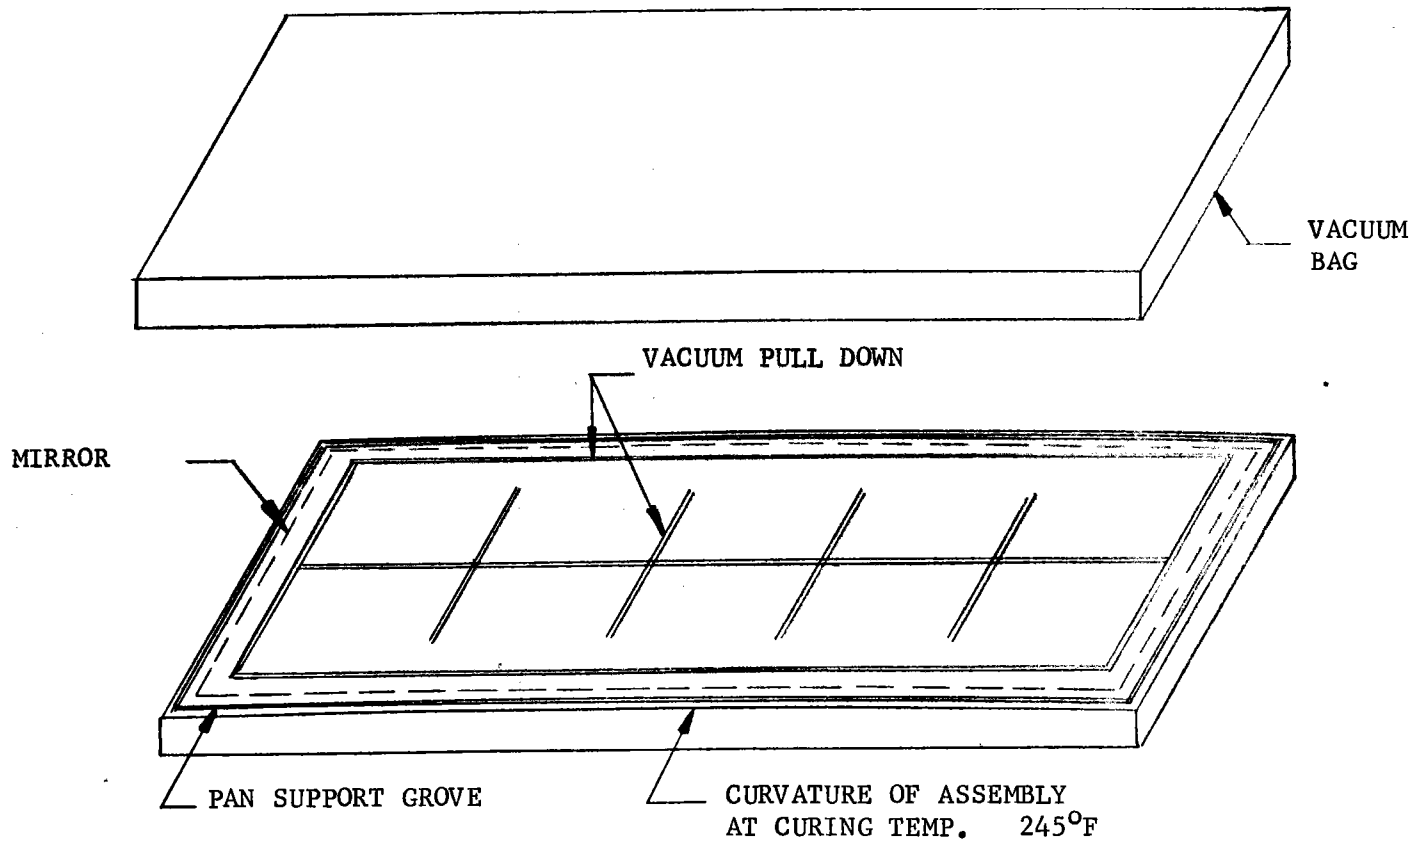 VACUUM
BAG
VACUUM PULL DOWN
MIRROR
PAN SUPPORT GROVE
CURVATURE OF ASSEMBLY
AT CURING TEMP. 245°F